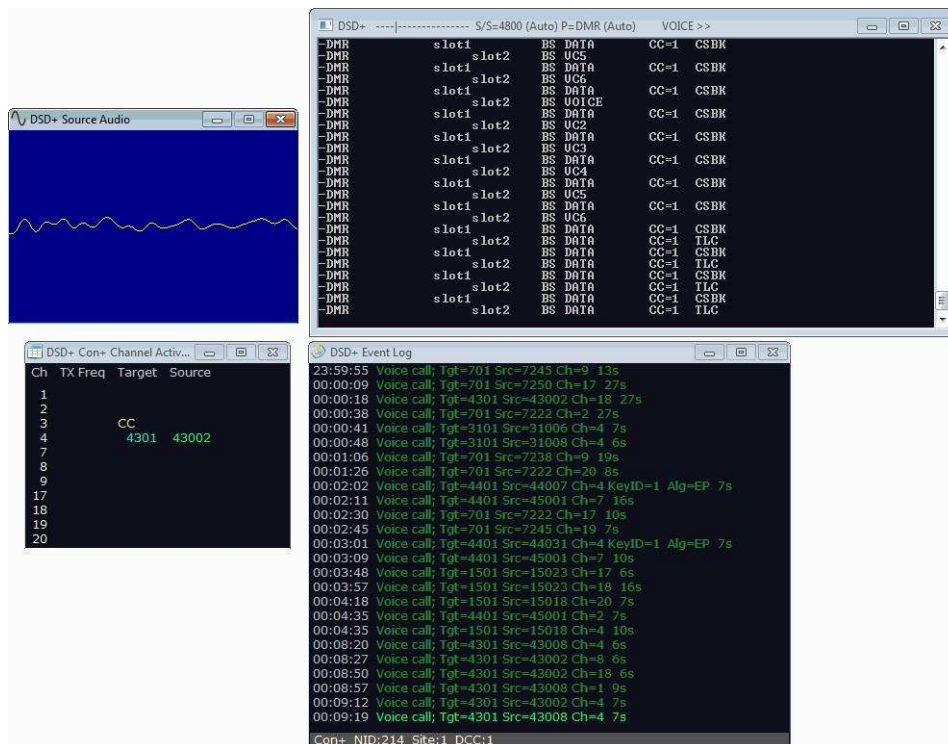 DSD+ ----|--------------- S/S=4800 (Auto) P=DMR (Auto) VOICE >>
-DMR slot1 BS DATA CC=1 CSBK
-DMR slot2 BS VC5
-DMR slot1 BS DATA CC=1 CSBK
-DMR slot2 BS VC6
-DMR slot1 BS DATA CC=1 CSBK
-DMR slot2 BS VOICE
-DMR slot1 BS DATA CC=1 CSBK
-DMR slot2 BS VC2
-DMR slot1 BS DATA CC=1 CSBK
-DMR slot2 BS VC3
-DMR slot1 BS DATA CC=1 CSBK
-DMR slot2 BS VC4
-DMR slot1 BS DATA CC=1 CSBK
-DMR slot2 BS VC5
-DMR slot1 BS DATA CC=1 CSBK
-DMR slot2 BS VC6
-DMR slot1 BS DATA CC=1 CSBK
-DMR slot2 BS DATA CC=1 TLC
-DMR slot1 BS DATA CC=1 CSBK
-DMR slot2 BS DATA CC=1 TLC
-DMR slot1 BS DATA CC=1 CSBK
-DMR slot2 BS DATA CC=1 TLC
-DMR slot1 BS DATA CC=1 CSBK
-DMR slot2 BS DATA CC=1 TLC
DSD+ Source Audio
DSD+ Con+ Channel Activ...
Ch TX Freq Target Source
1
2
3 CC
4 4301 43002
7
8
9
17
18
19
20
DSD+ Event Log
23:59:55 Voice call; Tgt=701 Src=7245 Ch=9 13s
00:00:09 Voice call; Tgt=701 Src=7250 Ch=17 27s
00:00:18 Voice call; Tgt=4301 Src=43002 Ch=18 27s
00:00:38 Voice call; Tgt=701 Src=7222 Ch=2 27s
00:00:41 Voice call; Tgt=3101 Src=31006 Ch=4 7s
00:00:48 Voice call; Tgt=3101 Src=31008 Ch=4 6s
00:01:06 Voice call; Tgt=701 Src=7238 Ch=9 19s
00:01:26 Voice call; Tgt=701 Src=7222 Ch=20 8s
00:02:02 Voice call; Tgt=4401 Src=44007 Ch=4 KeyID=1 Alg=EP 7s
00:02:11 Voice call; Tgt=4401 Src=45001 Ch=7 16s
00:02:30 Voice call; Tgt=701 Src=7222 Ch=17 10s
00:02:45 Voice call; Tgt=701 Src=7245 Ch=19 7s
00:03:01 Voice call; Tgt=4401 Src=44031 Ch=4 KeyID=1 Alg=EP 7s
00:03:09 Voice call; Tgt=4401 Src=45001 Ch=7 10s
00:03:48 Voice call; Tgt=1501 Src=15023 Ch=17 6s
00:03:57 Voice call; Tgt=1501 Src=15023 Ch=18 16s
00:04:18 Voice call; Tgt=1501 Src=15018 Ch=20 7s
00:04:35 Voice call; Tgt=4401 Src=45001 Ch=2 7s
00:04:35 Voice call; Tgt=1501 Src=15018 Ch=4 10s
00:08:20 Voice call; Tgt=4301 Src=43008 Ch=4 6s
00:08:27 Voice call; Tgt=4301 Src=43002 Ch=8 6s
00:08:50 Voice call; Tgt=4301 Src=43002 Ch=18 6s
00:08:57 Voice call; Tgt=4301 Src=43008 Ch=1 9s
00:09:12 Voice call; Tgt=4301 Src=43002 Ch=4 7s
00:09:19 Voice call; Tgt=4301 Src=43008 Ch=4 7s
Con+ NID:214 Site:1 DCC:1